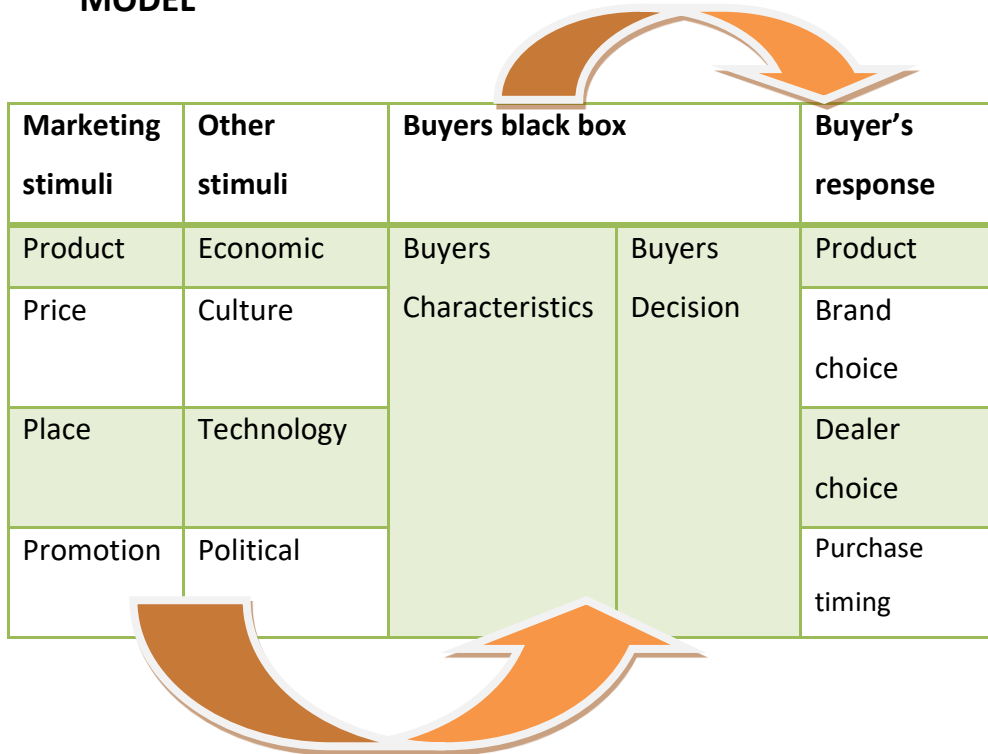 MODEL
Marketing
stimuli
Other
stimuli
Buyers black box
Buyer’s
response
Product
Economic
Buyers
Characteristics
Buyers
Decision
Product
Price
Culture
Brand
choice
Place
Technology
Dealer
choice
Promotion
Political
Purchase
timing